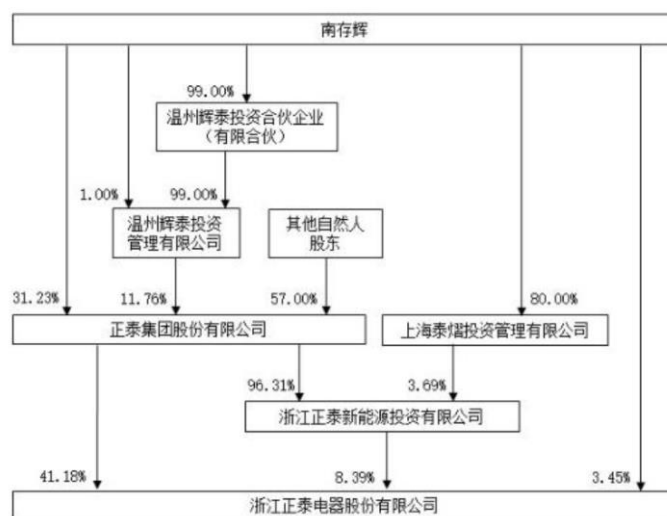 南存辉
99.00%
温州辉泰投资合伙企业
（有限合伙）
1.00%
99.00%
温州辉泰投资
管理有限公司
其他自然人
股东
31.23%
11.76%
57.00%
80.00%
正泰集团股份有限公司
上海泰熠投资管理有限公司
96.31%
3.69%
浙江正泰新能源投资有限公司
41.18%
8.39%
3.45%
浙江正泰电器股份有限公司